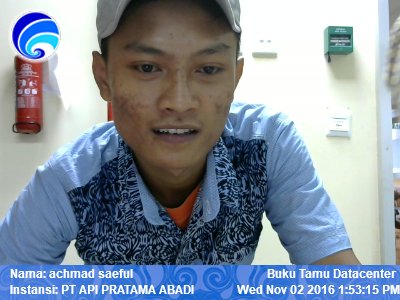 Nama: achmad saeful
Buku Tamu Datacenter
Instansi: PT API PRATAMA ABADI
Wed Nov 02 2016 1:53:15 PM